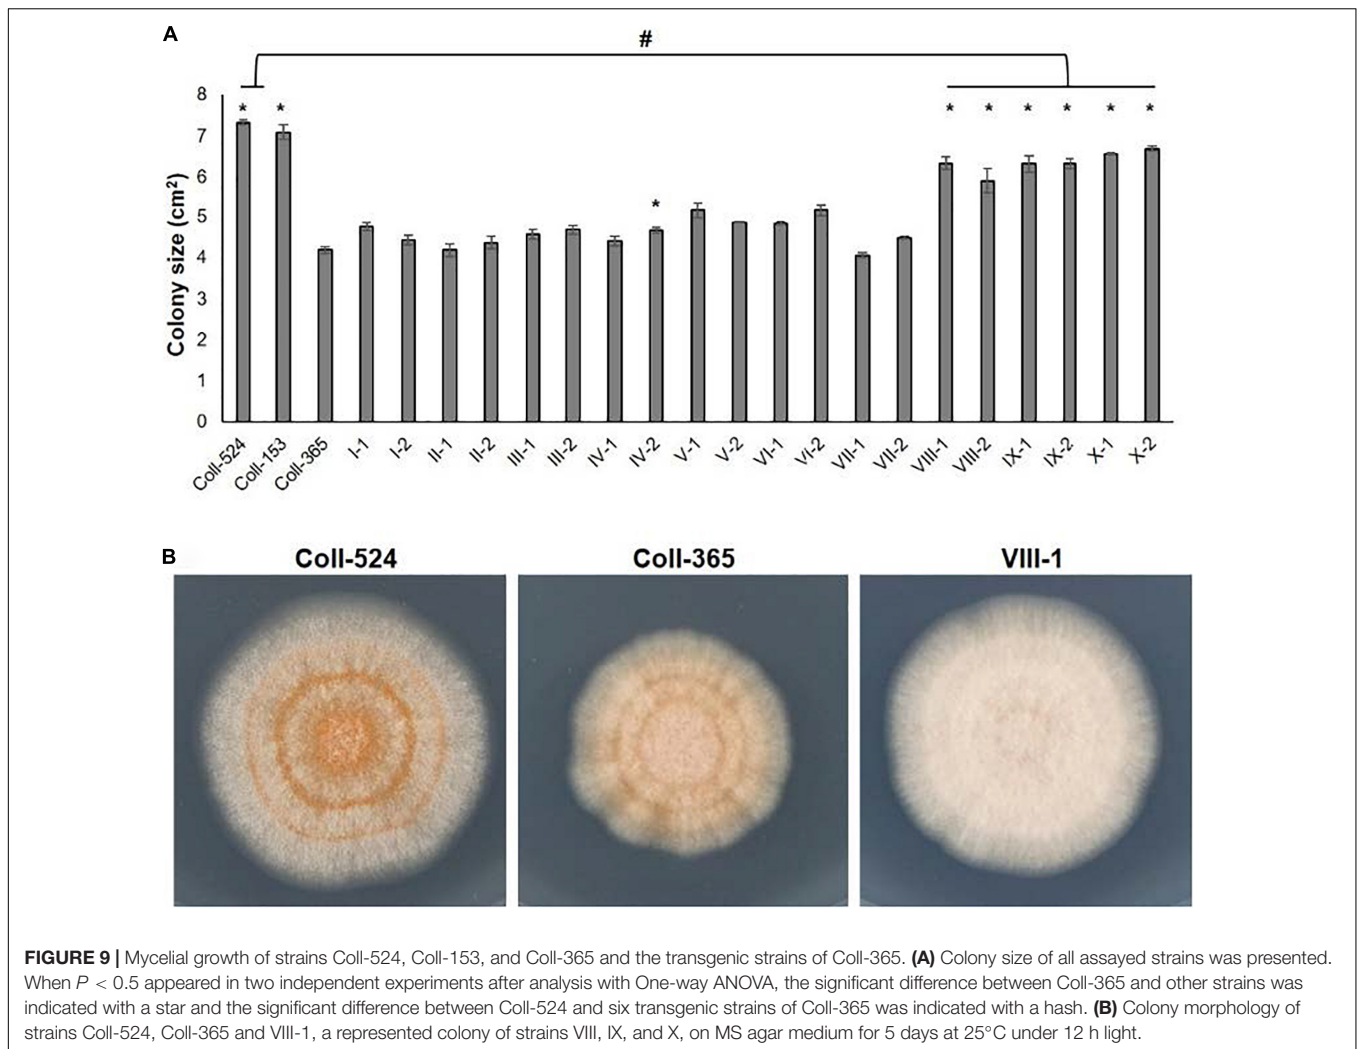 A
#
8
7
6
5
4
3
2
1
0
Colony size (cm²)
* * * * * * * * *
Coll-524 Coll-153 Coll-365 I-1 I-2 II-1 II-2 III-1 III-2 IV-1 IV-2 V-1 V-2 VI-1 VI-2 VII-1 VII-2 VIII-1 VIII-2 IX-1 IX-2 X-1 X-2
B Coll-524 Coll-365 VIII-1
FIGURE 9 | Mycelial growth of strains Coll-524, Coll-153, and Coll-365 and the transgenic strains of Coll-365. (A) Colony size of all assayed strains was presented.
When P < 0.5 appeared in two independent experiments after analysis with One-way ANOVA, the significant difference between Coll-365 and other strains was
indicated with a star and the significant difference between Coll-524 and six transgenic strains of Coll-365 was indicated with a hash. (B) Colony morphology of
strains Coll-524, Coll-365 and VIII-1, a represented colony of strains VIII, IX, and X, on MS agar medium for 5 days at 25°C under 12 h light.